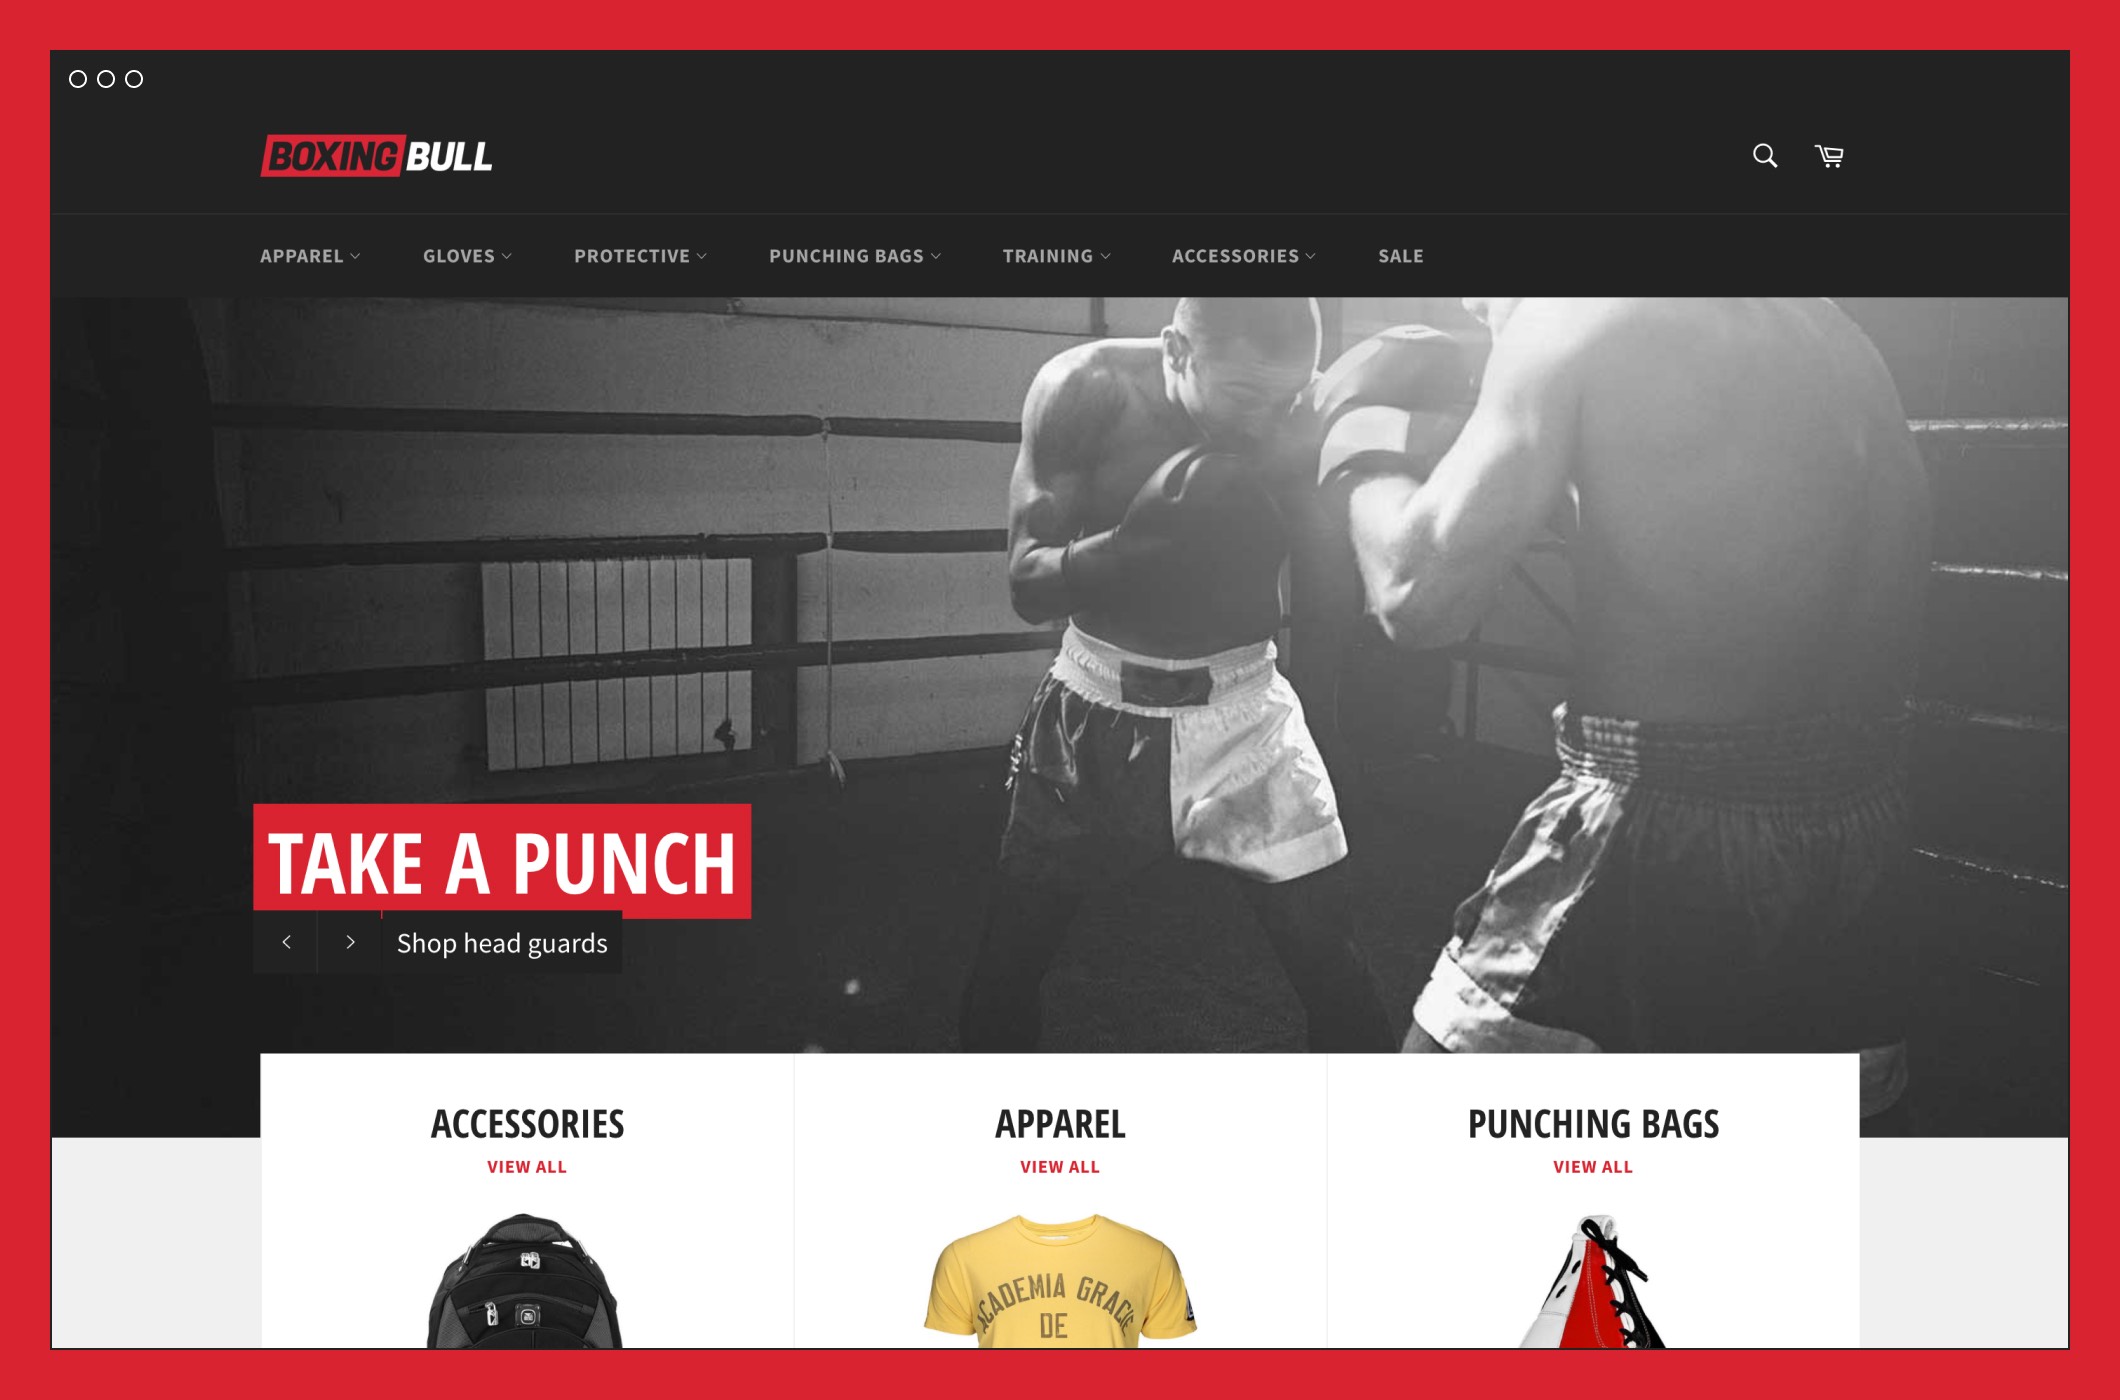 BOXING BULL
APPAREL GLOVES PROTECTIVE PUNCHING BAGS TRAINING ACCESSORIES SALE
TAKE A PUNCH
Shop head guards
ACCESSORIES
VIEW ALL
APPAREL
VIEW ALL
PUNCHING BAGS
VIEW ALL
ACADEMIA GRACIE
DE